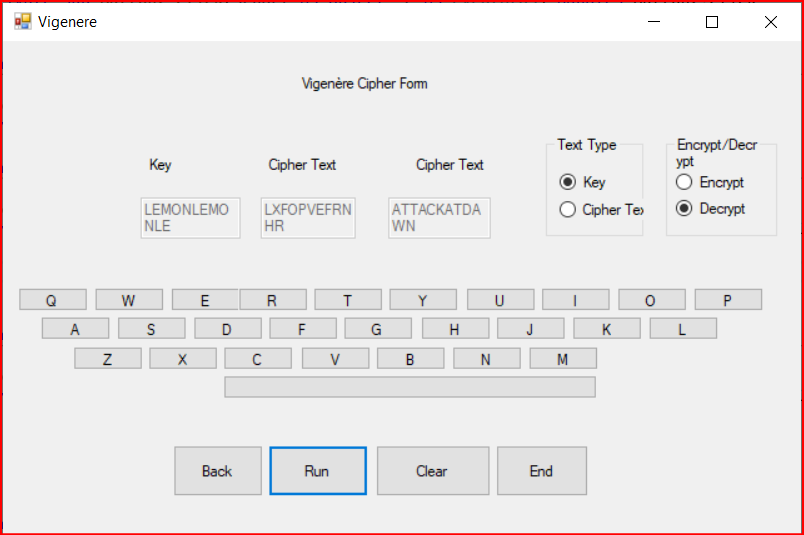 Vigenere
Vigenère Cipher Form
Key
Cipher Text
Cipher Text
Text Type
Encrypt/Decr
ypt
LEMONLEMO
NLE
LXFOPVEFRN
HR
ATTACKATDA
WN
Key
Cipher Tex
Encrypt
Decrypt
Q W E R T Y U I O P
A S D F G H J K L
Z X C V B N M
Back Run Clear End